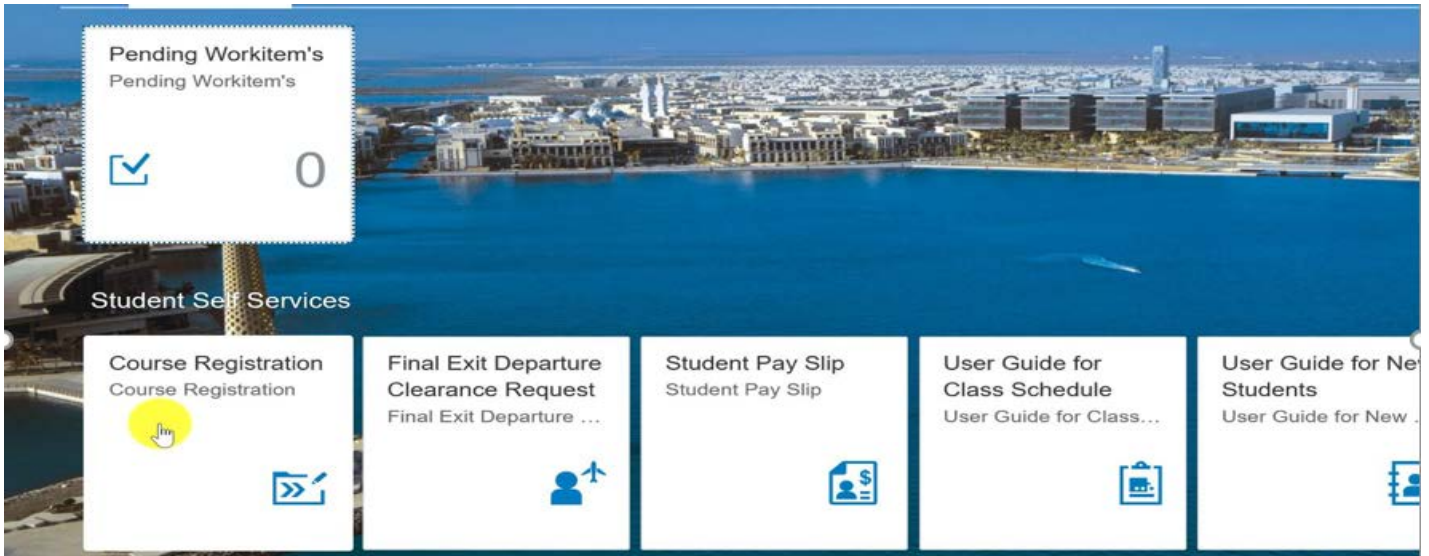 Pending Workitem's
Pending Workitem's
0
Student Self Services
Course Registration
Course Registration
Final Exit Departure
Clearance Request
Final Exit Departure ...
Student Pay Slip
Student Pay Slip
User Guide for
Class Schedule
User Guide for Class...
User Guide for Ne
Students
User Guide for New .